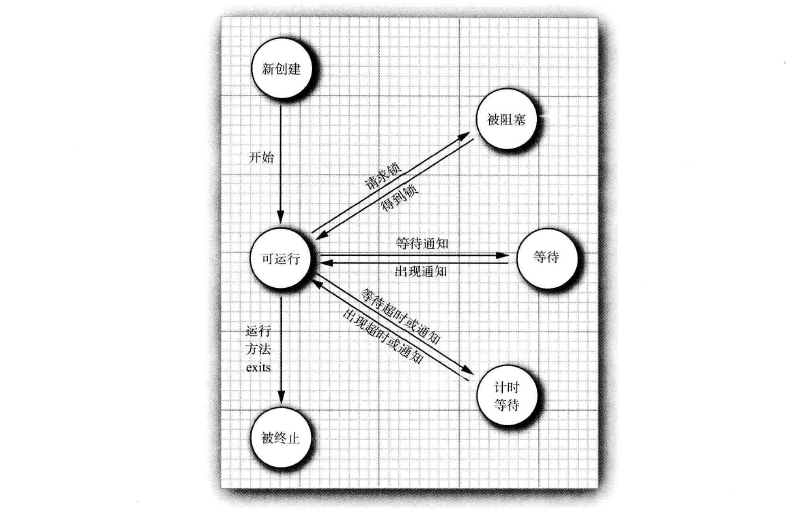 新创建
被阻塞
开始
请求锁
得到锁
可运行
等待通知
出现通知
等待
等待超时或通知
出现超时或通知
运行
方法
exits
计时
等待
被终止